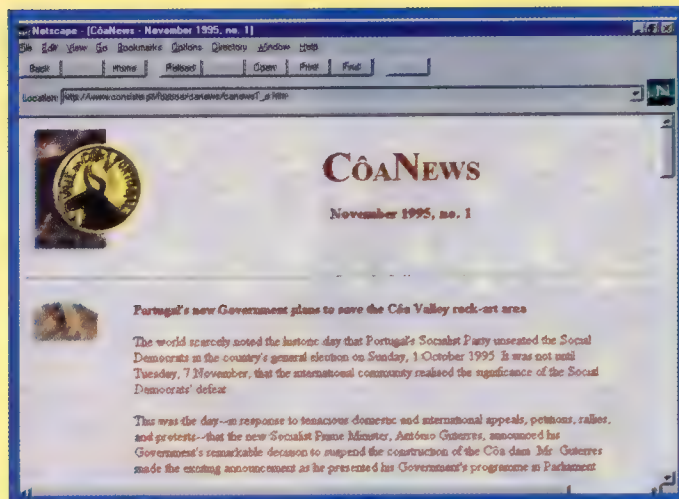 Netscape - [CôaNews - November 1995, no. 1]
File Edit View Go Bookmarks Options Directory Window Help
Back Home Reload Open Print Find
Location: N
CÔANEWS
November 1995, no. 1
Portugal's new Government plans to save the Côa Valley rock-art area
The world scarcely noted the historic day that Portugal's Socialist Party unseated the Social
Democrats in the country's general election on Sunday, 1 October 1995. It was not until
Tuesday, 7 November, that the international community realised the significance of the Social
Democrats' defeat
This was the day--in response to tenacious domestic and international appeals, petitions, rallies,
and protests--that the new Socialist Prime Minister, António Guterres, announced his
Government's remarkable decision to suspend the construction of the Côa dam. Mr. Guterres
made the exciting announcement as he presented his Government's programme in Parliament